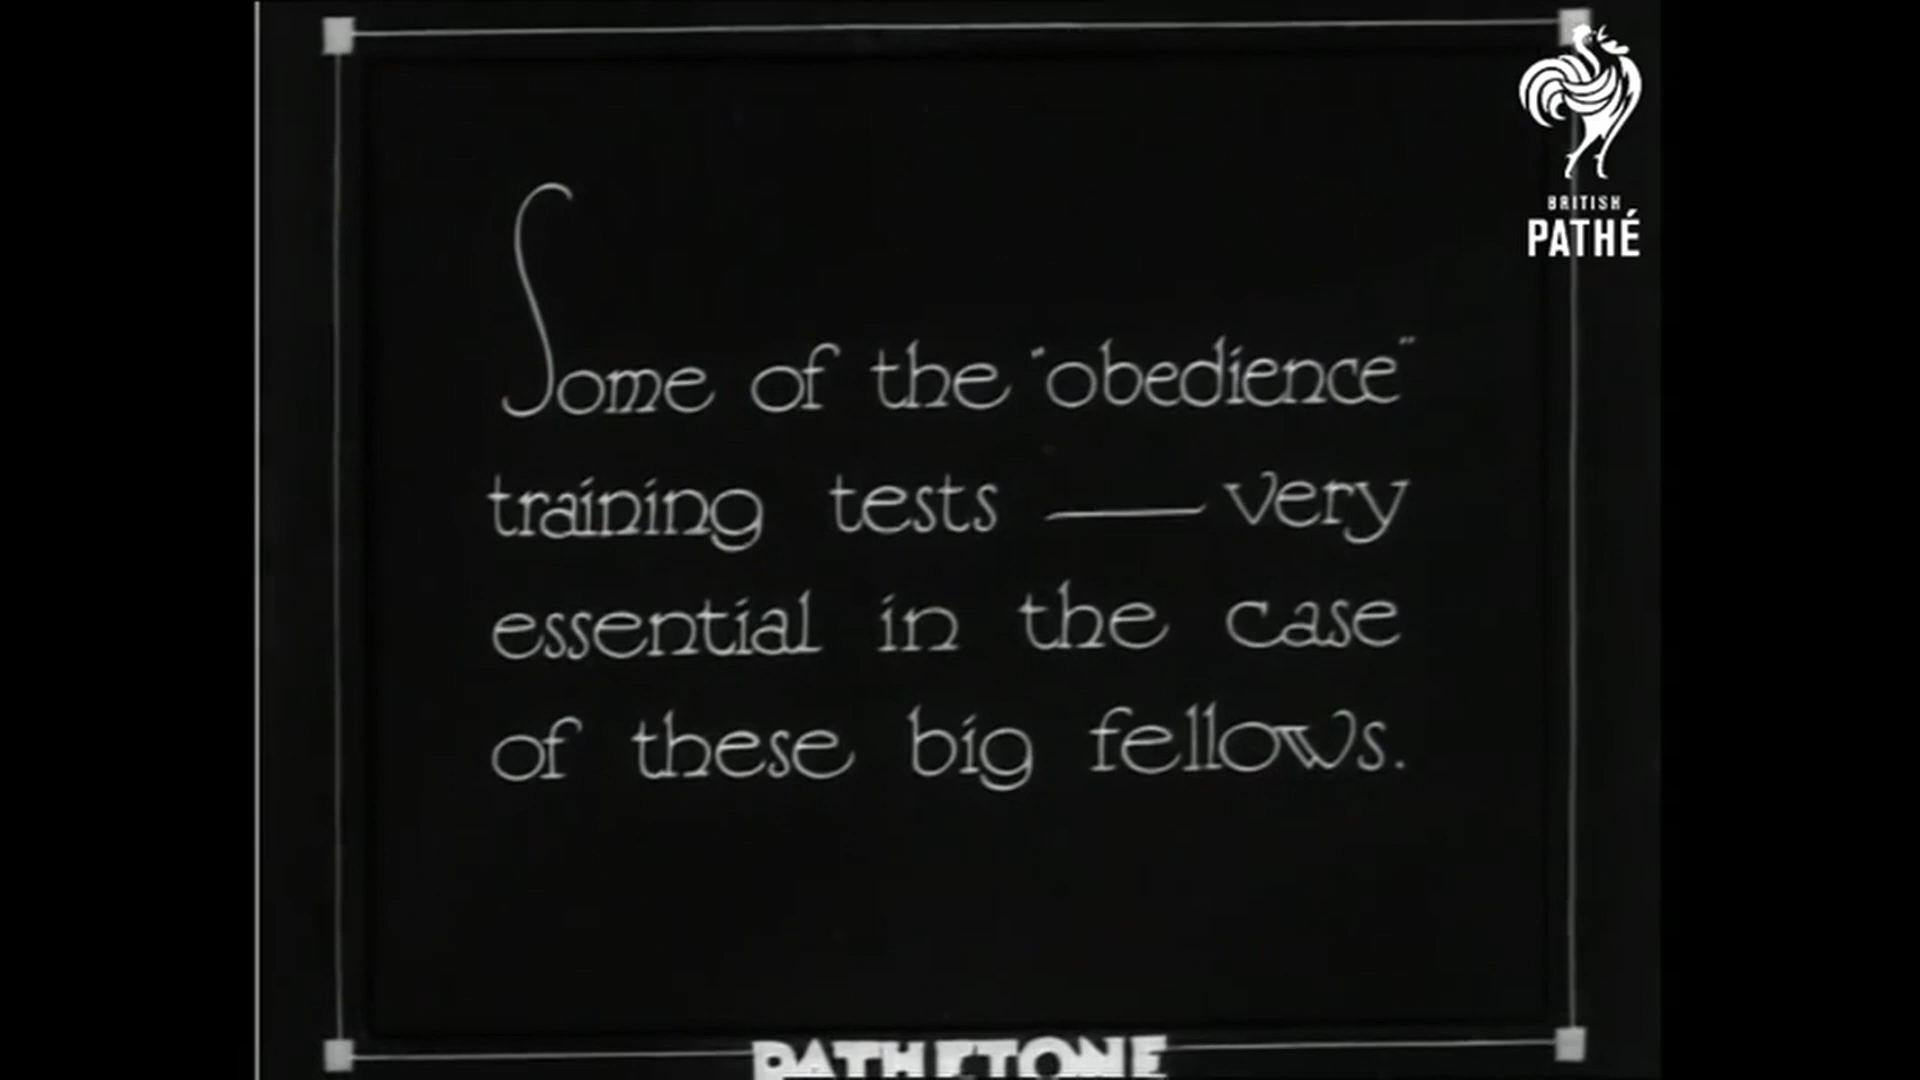 BRITISH
PATHÉ
Some of the "obedience"
training tests — very
essential in the case
of these big fellows.
PATHETONE